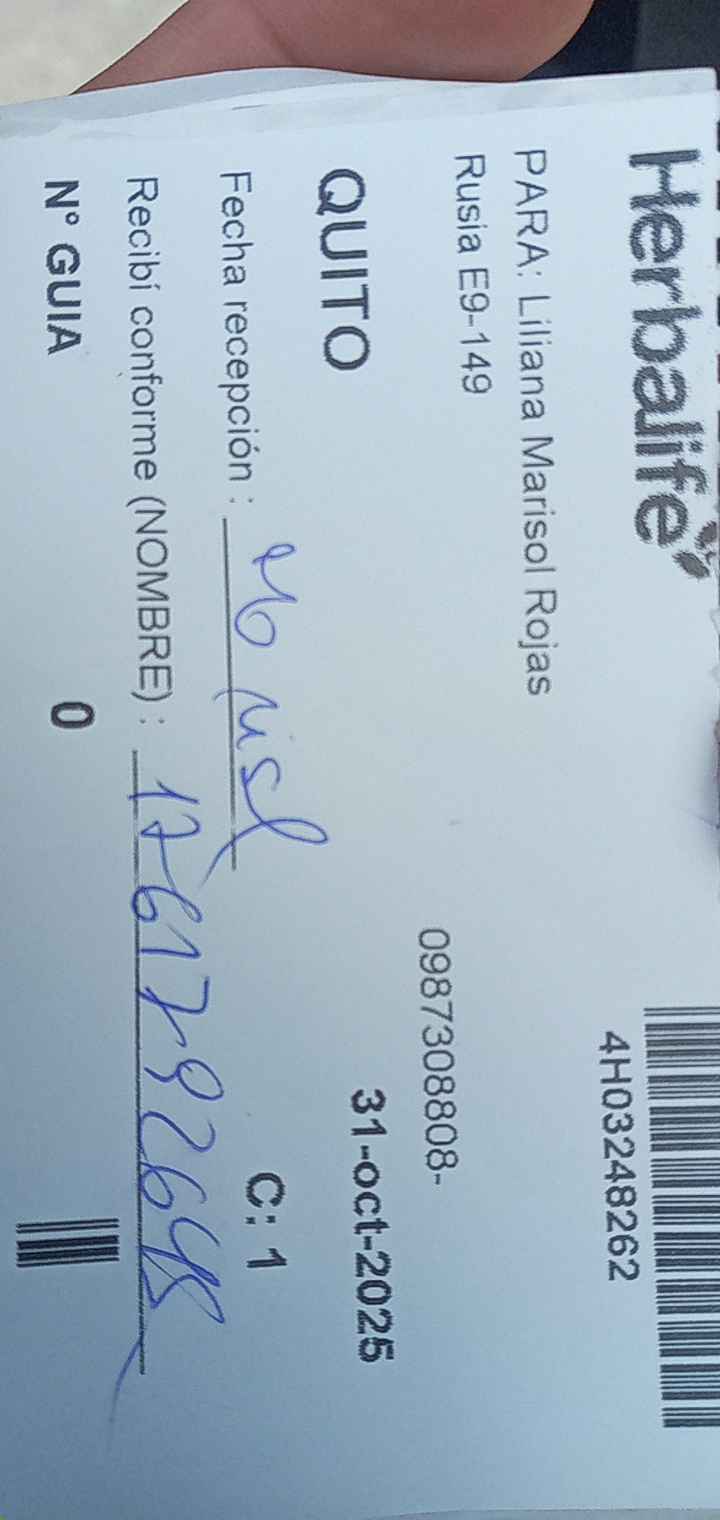 Herbalife
4H03248262
PARA: Liliana Marisol Rojas
Rusia E9-149
0987308808-
QUITO
31-oct-2025
Fecha recepción :
C: 1
Recibí conforme (NOMBRE) :
N° GUIA 0